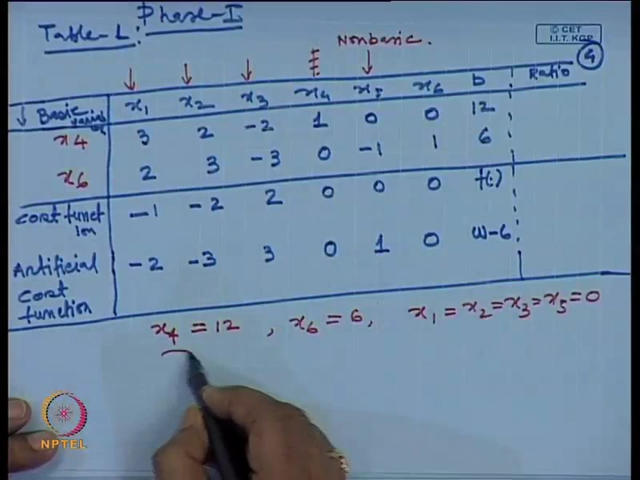 Table-1: Phase-I
© CET
I.I.T. KGP
Nonbasic.
4
↓ Basic variables x₁ x₂ x₃ x₄ x₅ x₆ b Ratio
x₄ 3 2 -2 1 0 0 12
x₆ 2 3 -3 0 -1 1 6
Cost function -1 -2 2 0 0 0 f(·)
Artificial cost function -2 -3 3 0 1 0 w-6
x₄ = 12 , x₆ = 6, x₁ = x₂ = x₃ = x₅ = 0
NPTEL